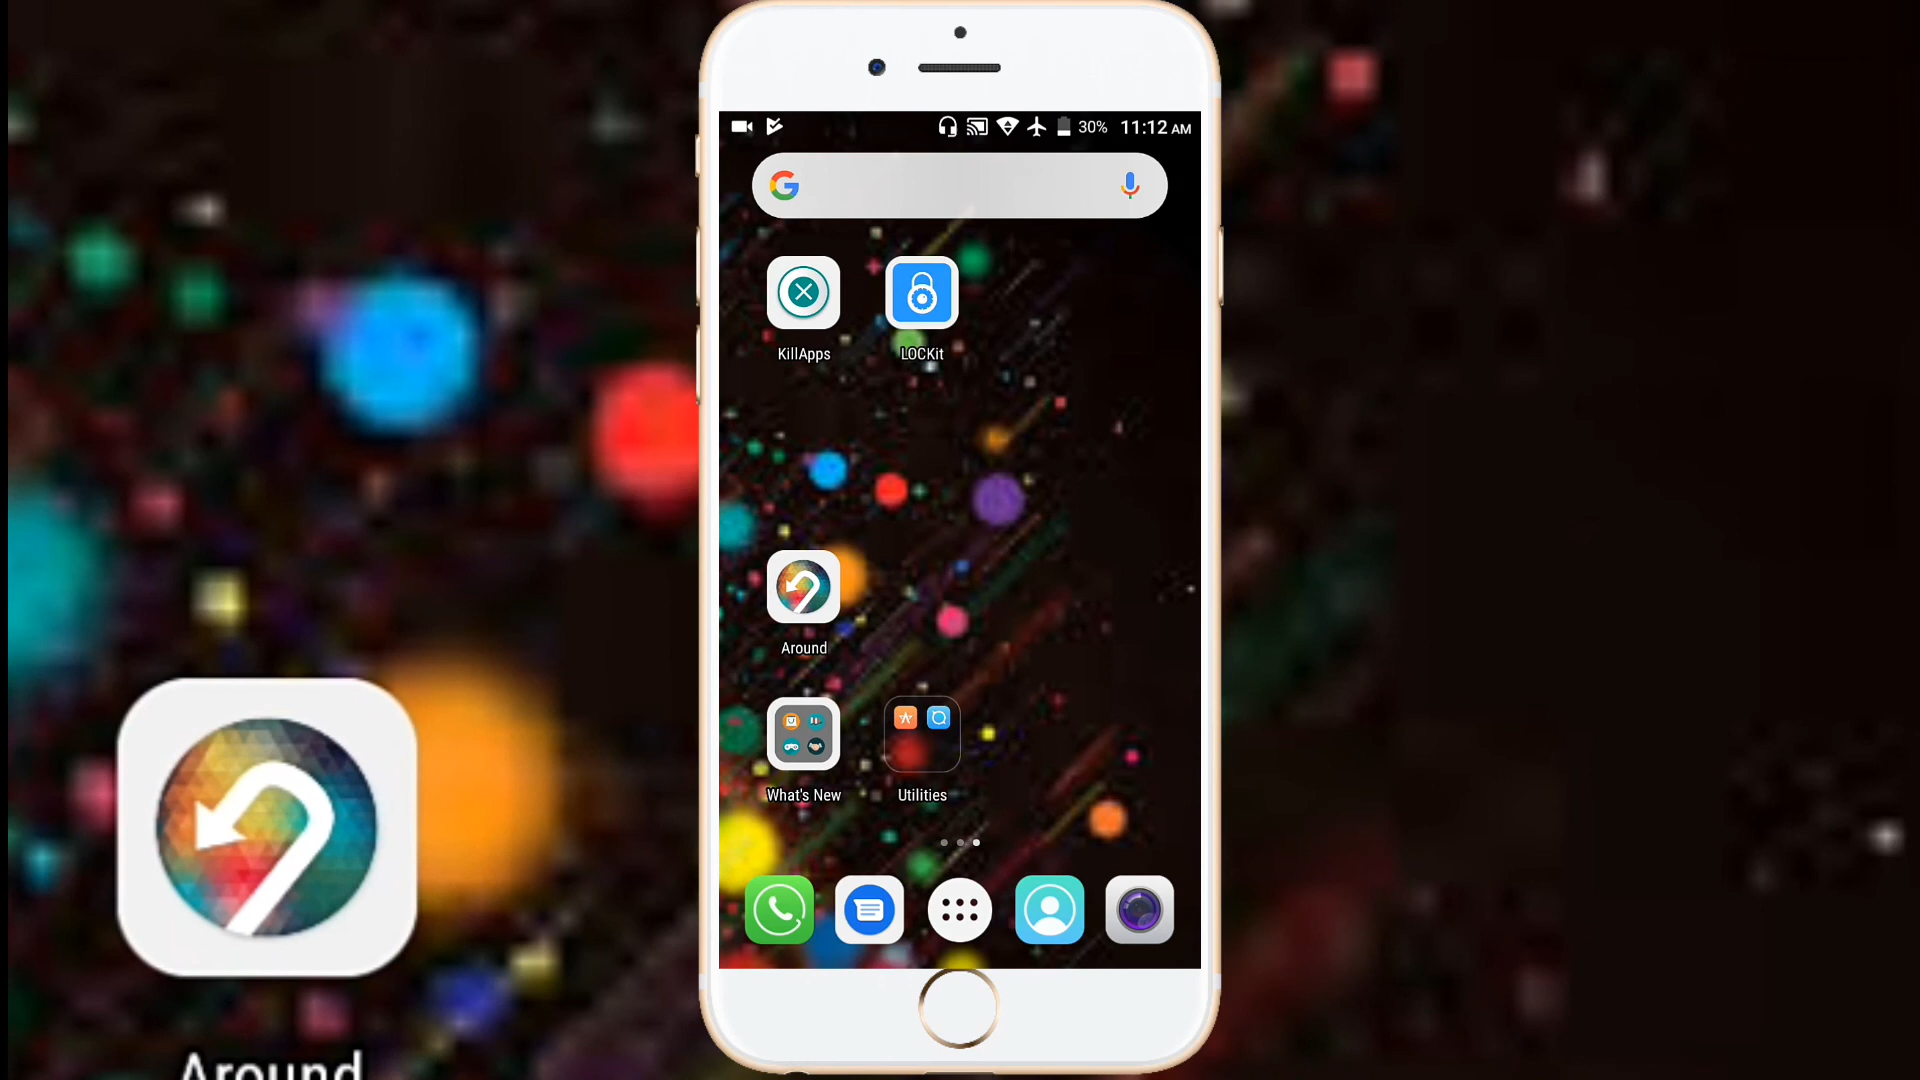 30% 11:12 AM
KillApps LOCKit
Around
What's New Utilities
Around